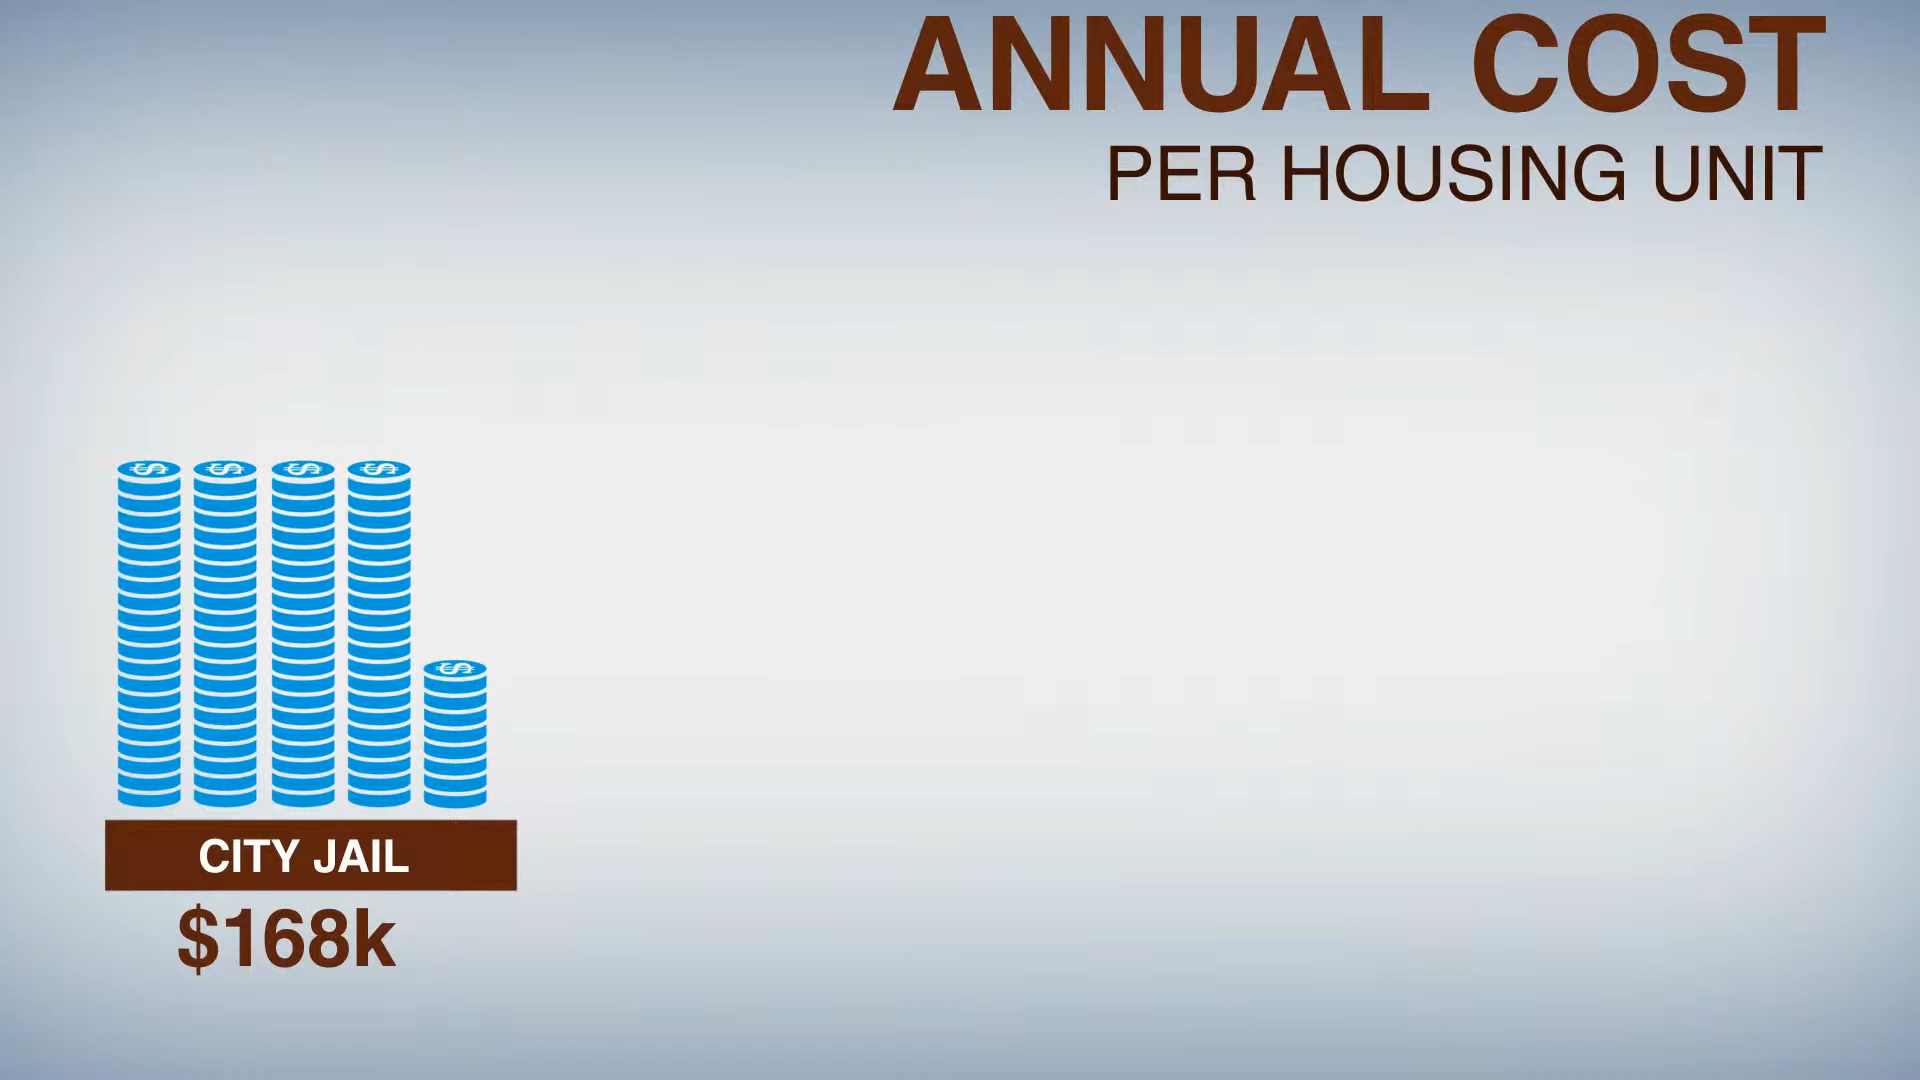 ANNUAL COST
PER HOUSING UNIT
$ $ $ $
$
CITY JAIL
$168k